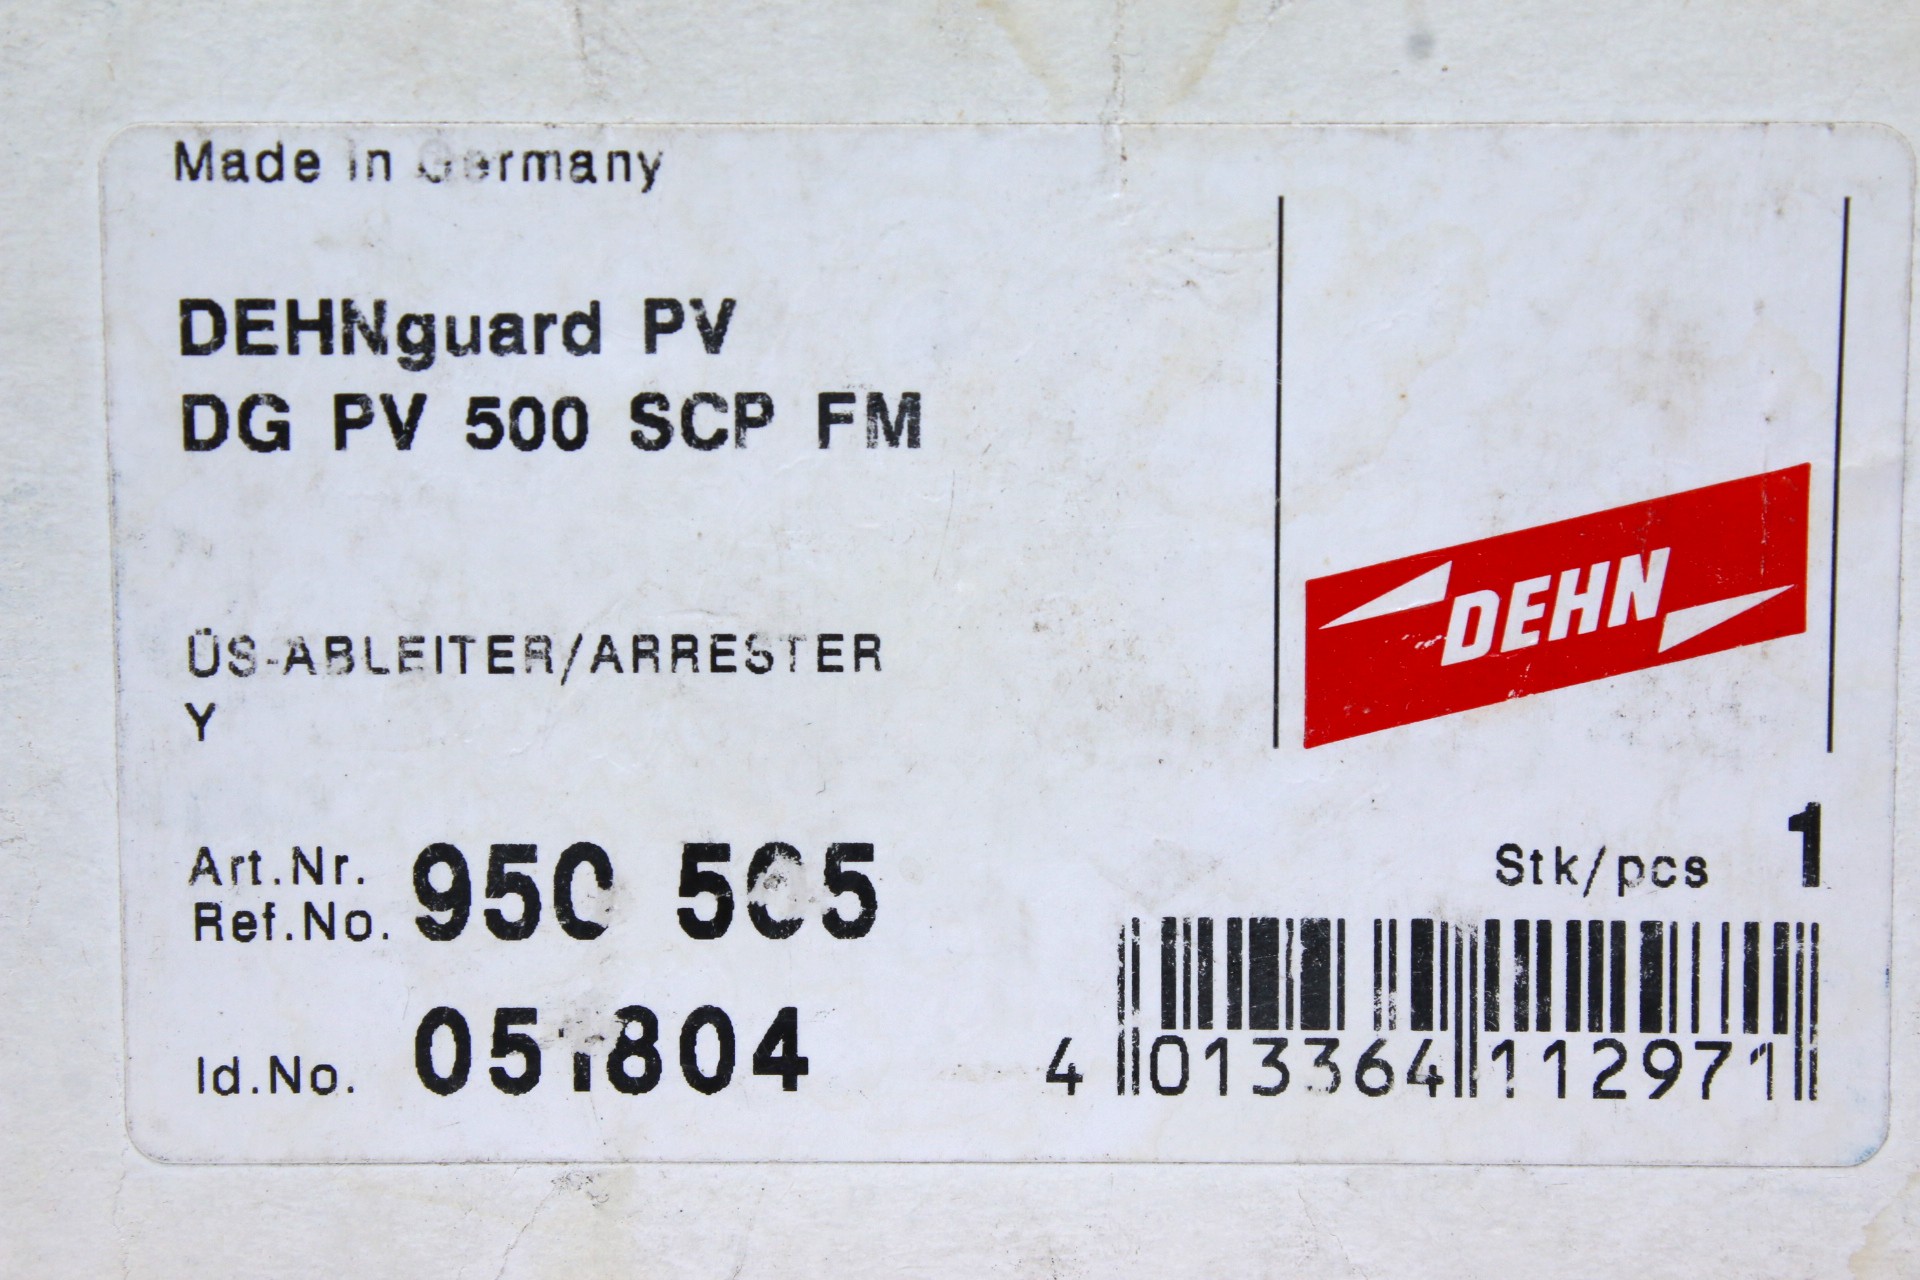 Made in Germany
DEHNguard PV
DG PV 500 SCP FM
DEHN
ÜS-ABLEITER/ARRESTER
Y
Art.Nr.
Ref.No. 950 505
Stk/pcs 1
Id.No. 051804
4 013364 112971